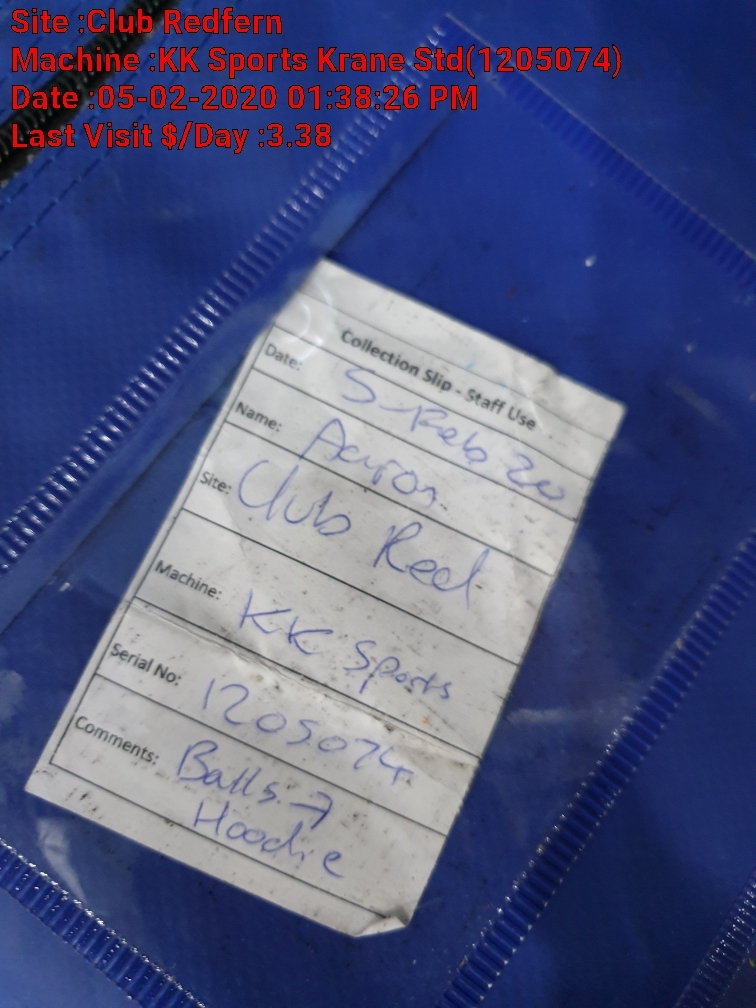 Site :Club Redfern
Machine :KK Sports Krane Std(1205074)
Date :05-02-2020 01:38:26 PM
Last Visit $/Day :3.38
Collection Slip - Staff Use
Date: 5-Feb 20
Name: Aaron
Site: Club Red
Machine: KK Sports
Serial No: 1205074
Comments: Balls →
Hoodie